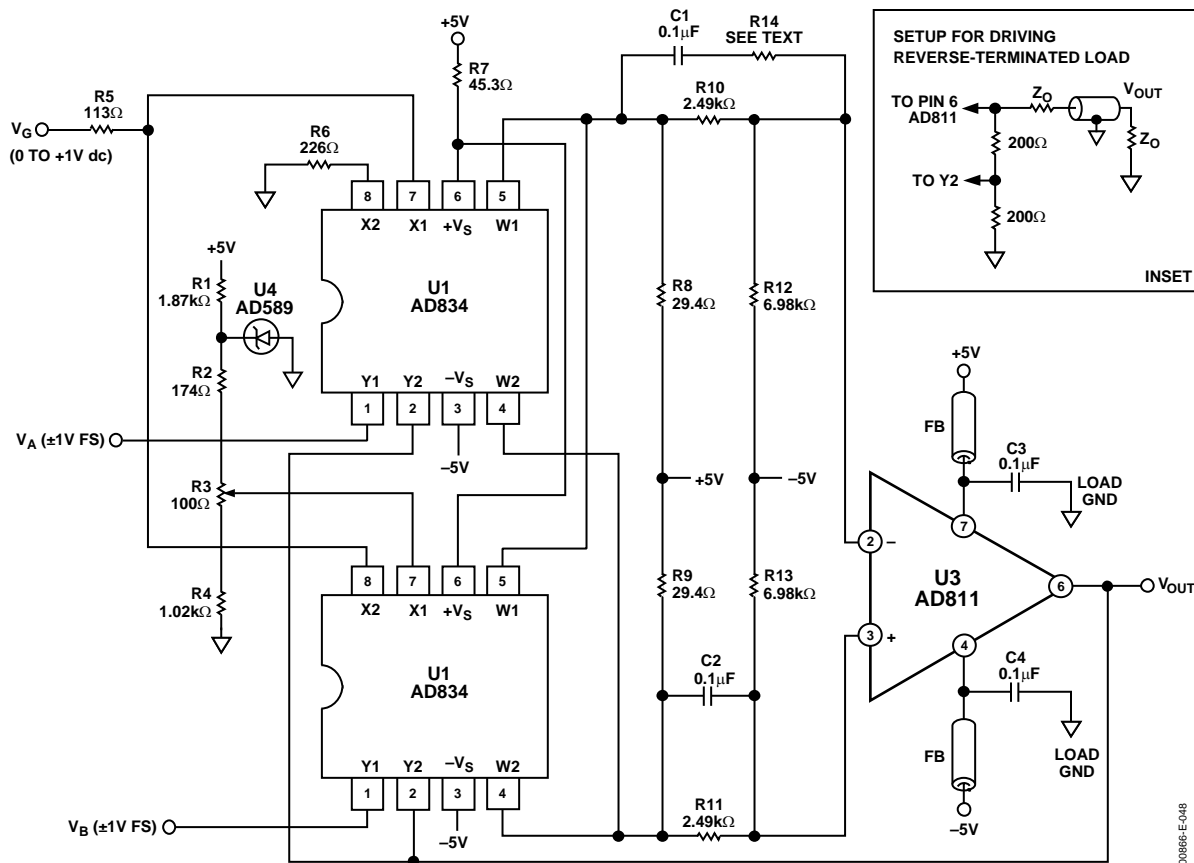 +5V
R7
45.3Ω
C1
0.1μF
R14
SEE TEXT
R10
2.49kΩ
R5
113Ω
VG
(0 TO +1V dc)
R6
226Ω
8
7
6
5
X2
X1
+VS
W1
U1
AD834
+5V
R1
1.87kΩ
U4
AD589
R2
174Ω
R3
100Ω
R4
1.02kΩ
Y1
Y2
–VS
W2
1
2
3
4
VA (±1V FS)
–5V
R8
29.4Ω
R12
6.98kΩ
+5V
–5V
R9
29.4Ω
R13
6.98kΩ
C2
0.1μF
8
7
6
5
X2
X1
+VS
W1
U1
AD834
Y1
Y2
–VS
W2
1
2
3
4
VB (±1V FS)
–5V
R11
2.49kΩ
+5V
FB
C3
0.1μF
LOAD
GND
7
2
–
U3
AD811
6
VOUT
3
+
4
C4
0.1μF
LOAD
GND
FB
–5V
SETUP FOR DRIVING
REVERSE-TERMINATED LOAD
TO PIN 6
AD811
ZO
VOUT
200Ω
ZO
TO Y2
200Ω
INSET
00866-E-048